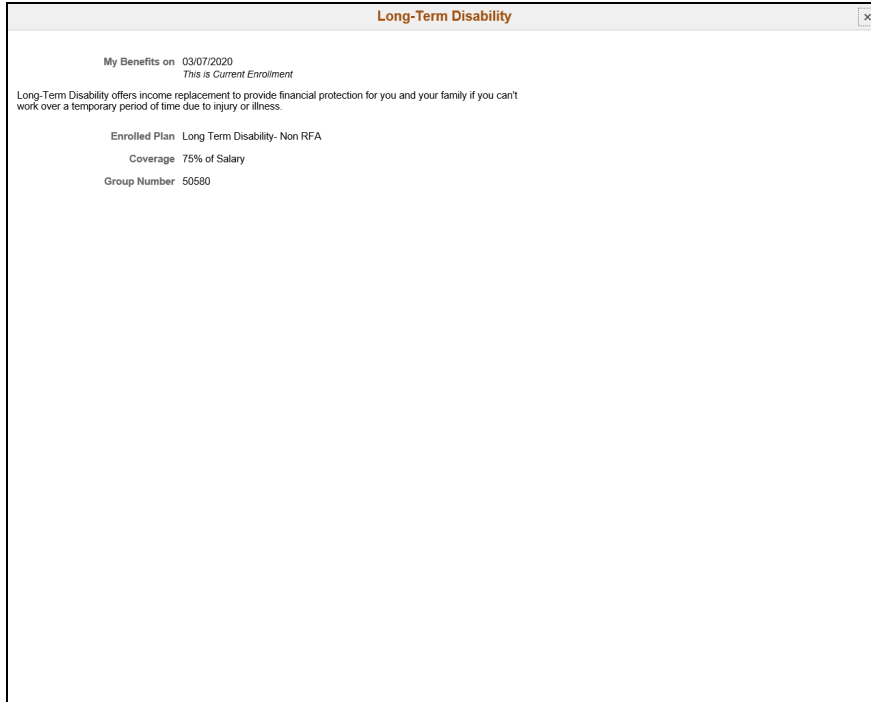 Long-Term Disability
My Benefits on 03/07/2020
This is Current Enrollment
Long-Term Disability offers income replacement to provide financial protection for you and your family if you can't
work over a temporary period of time due to injury or illness.
Enrolled Plan Long Term Disability- Non RFA
Coverage 75% of Salary
Group Number 50580